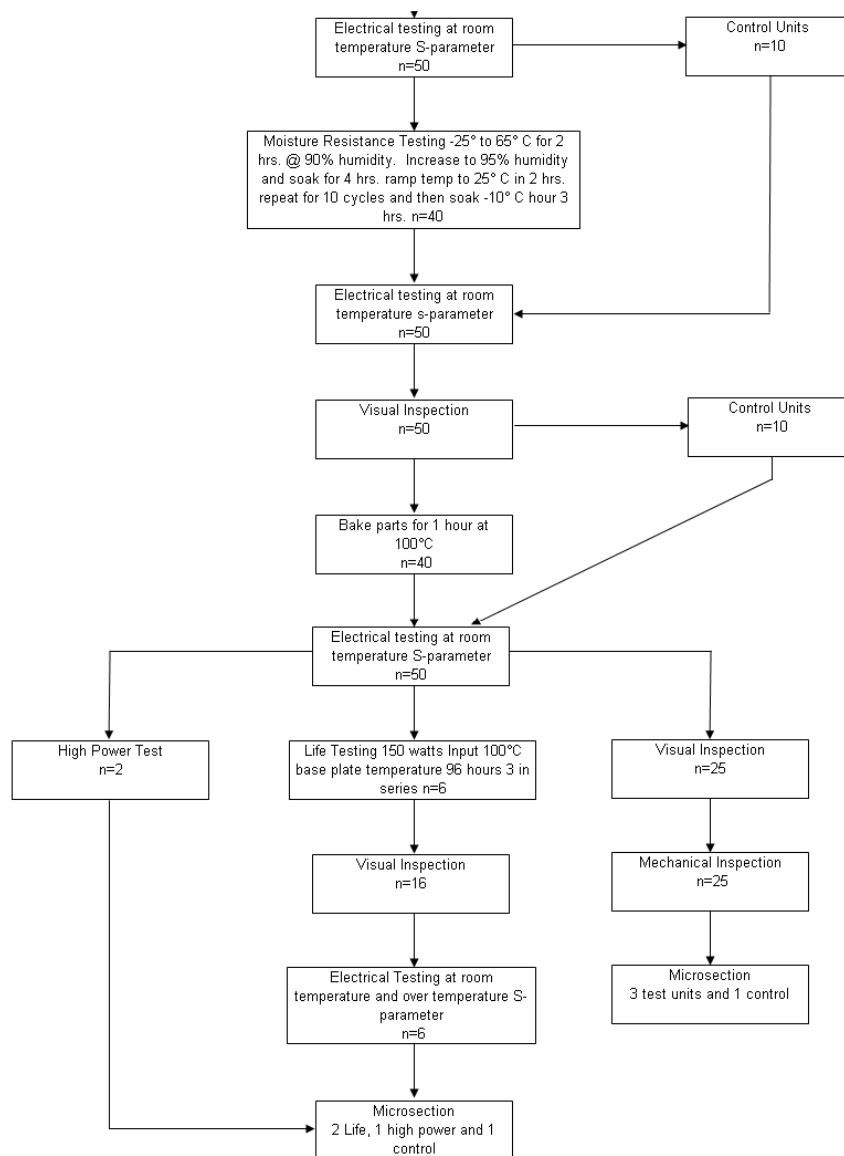 Electrical testing at room
temperature S-parameter
n=50
Control Units
n=10
Moisture Resistance Testing -25° to 65° C for 2
hrs. @ 90% humidity.  Increase to 95% humidity
and soak for 4 hrs. ramp temp to 25° C in 2 hrs.
repeat for 10 cycles and then soak -10° C hour 3
hrs. n=40
Electrical testing at room
temperature s-parameter
n=50
Visual Inspection
n=50
Control Units
n=10
Bake parts for 1 hour at
100°C
n=40
Electrical testing at room
temperature S-parameter
n=50
High Power Test
n=2
Life Testing 150 watts Input 100°C
base plate temperature 96 hours 3 in
series n=6
Visual Inspection
n=25
Visual Inspection
n=16
Mechanical Inspection
n=25
Electrical Testing at room
temperature and over temperature S-
parameter
n=6
Microsection
3 test units and 1 control
Microsection
2 Life, 1 high power and 1
control